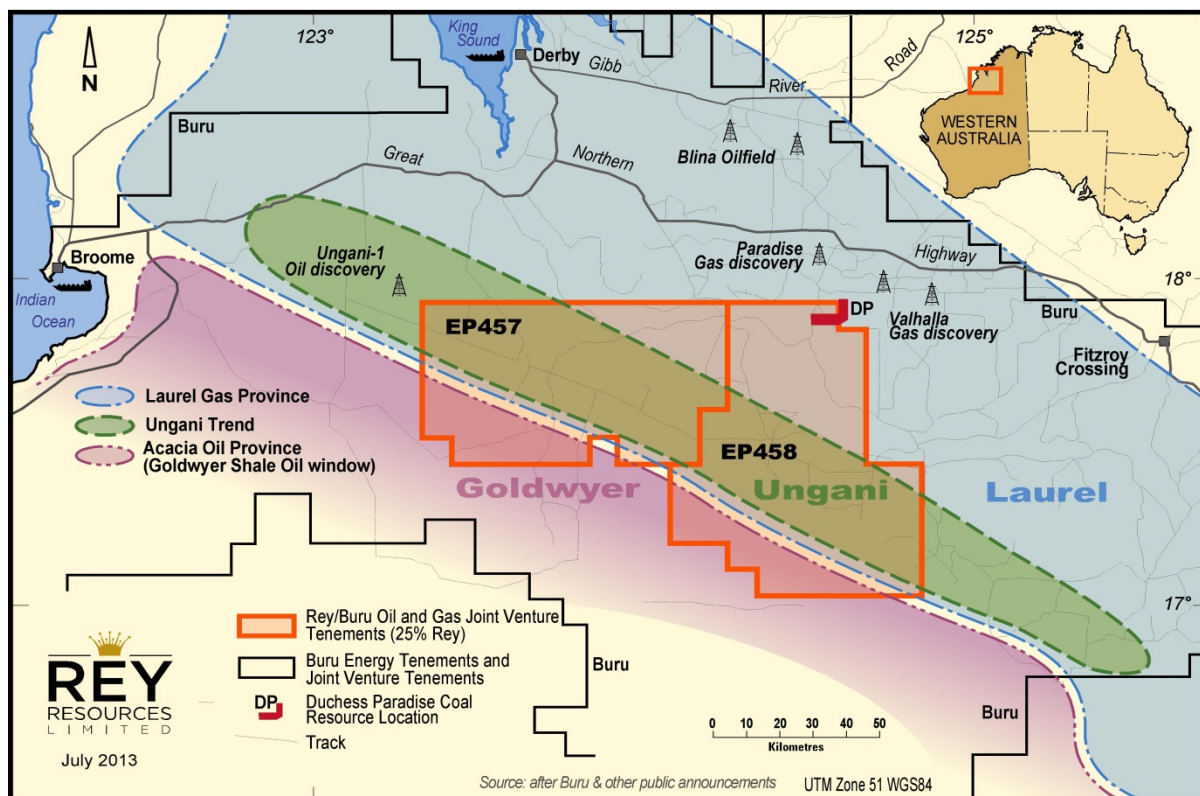 123°
King
Sound
Derby
125°
N
Gibb
River
Road
WESTERN
AUSTRALIA
Buru
Blina Oilfield
Great
Northern
Highway
Broome
Indian
Ocean
Ungani-1
Oil discovery
Paradise
Gas discovery
18°
DP
Valhalla
Gas discovery
Buru
Fitzroy
Crossing
EP457
EP458
Laurel Gas Province
Ungani Trend
Acacia Oil Province
(Goldwyer Shale Oil window)
Goldwyer
Ungani
Laurel
17°
Rey/Buru Oil and Gas Joint Venture
Tenements (25% Rey)
Buru Energy Tenements and
Joint Venture Tenements
DP
Duchess Paradise Coal
Resource Location
Track
Buru
Buru
REY
RESOURCES
LIMITED
July 2013
0 10 20 30 40 50
Kilometres
Source: after Buru & other public announcements
UTM Zone 51 WGS84